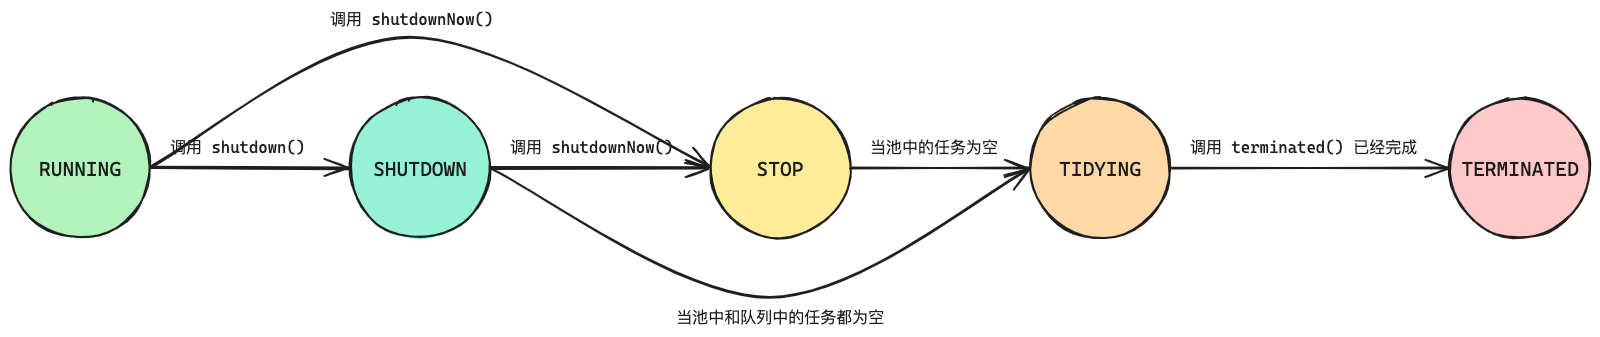 调用 shutdownNow()
调用 shutdown()
调用 shutdownNow()
当池中的任务为空
调用 terminated() 已经完成
RUNNING
SHUTDOWN
STOP
TIDYING
TERMINATED
当池中和队列中的任务都为空